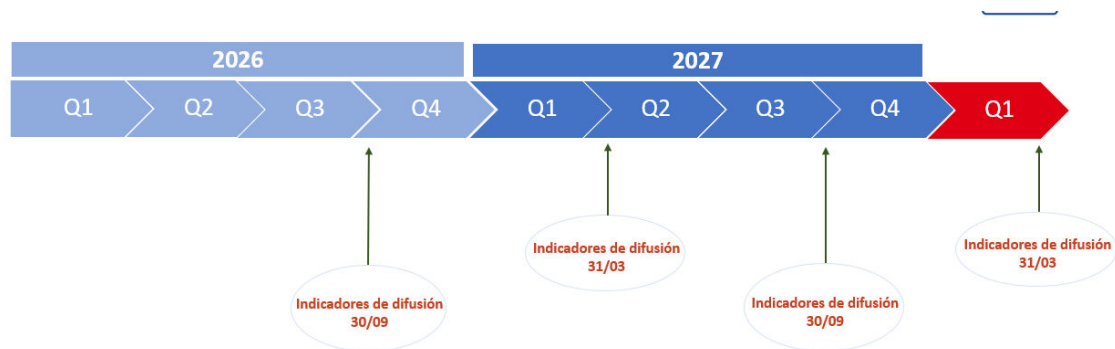 2026
2027
Q1
Q2
Q3
Q4
Q1
Q2
Q3
Q4
Q1
Indicadores de difusión
30/09
Indicadores de difusión
31/03
Indicadores de difusión
30/09
Indicadores de difusión
31/03